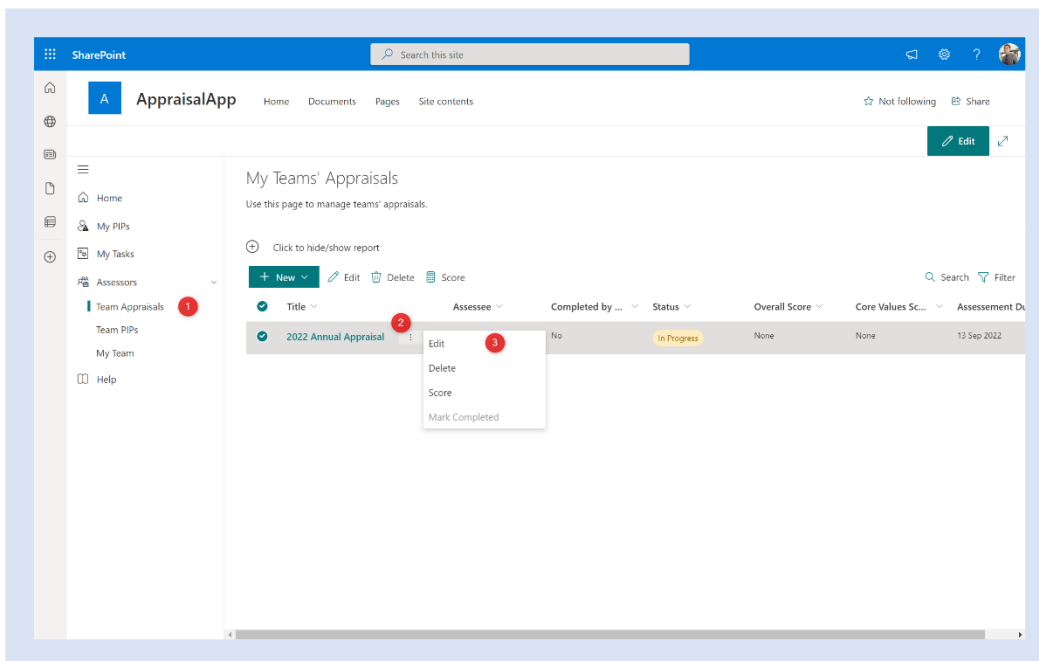 SharePoint
Search this site
?
A
AppraisalApp
Home Documents Pages Site contents
Not following Share
Edit
Home
My PIPs
My Tasks
Assessors
Team Appraisals 1
Team PIPs
My Team
Help
My Teams' Appraisals
Use this page to manage teams' appraisals.
Click to hide/show report
New Edit Delete Score
Search Filter
Title Assessee Completed by ... Status Overall Score Core Values Sc... Assessement Du
2
2022 Annual Appraisal No In Progress None None 13 Sep 2022
Edit 3
Delete
Score
Mark Completed